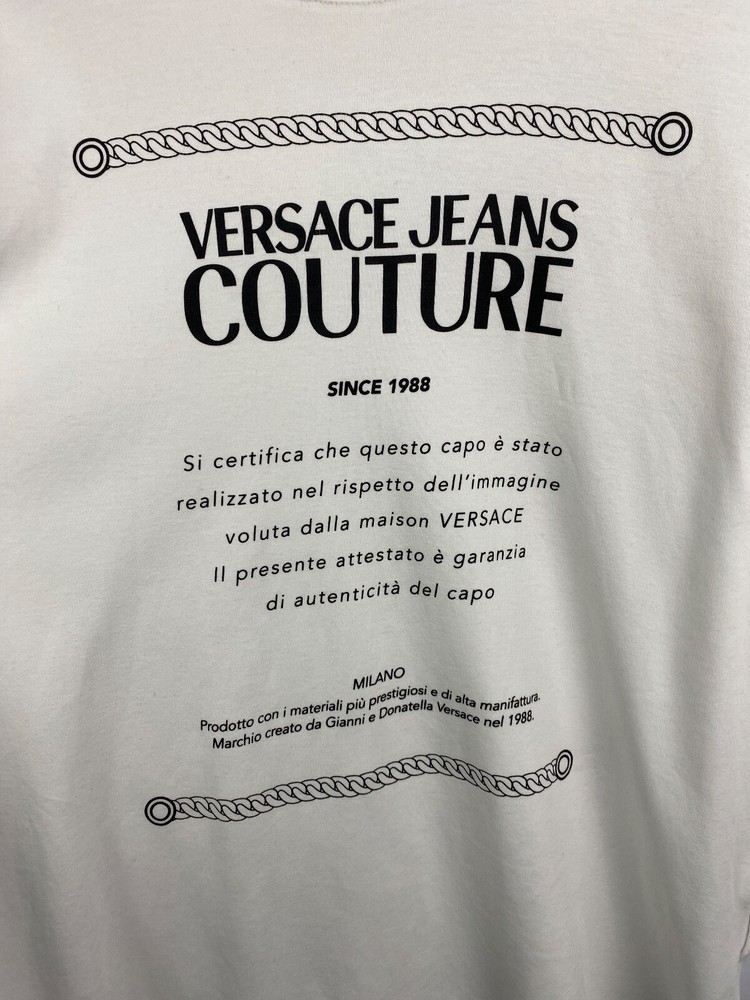 VERSACE JEANS
COUTURE
SINCE 1988
Si certifica che questo capo è stato
realizzato nel rispetto dell'immagine
voluta dalla maison VERSACE
Il presente attestato è garanzia
di autenticità del capo
MILANO
Prodotto con i materiali più prestigiosi e di alta manifattura.
Marchio creato da Gianni e Donatella Versace nel 1988.